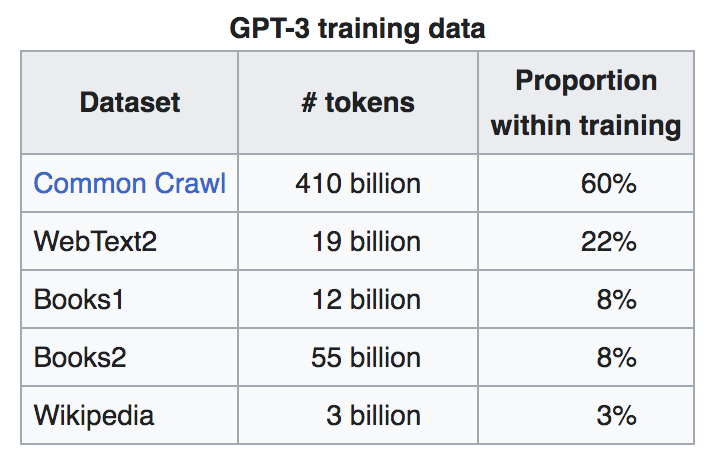 GPT-3 training data
Dataset # tokens Proportion
within training
Common Crawl 410 billion 60%
WebText2 19 billion 22%
Books1 12 billion 8%
Books2 55 billion 8%
Wikipedia 3 billion 3%